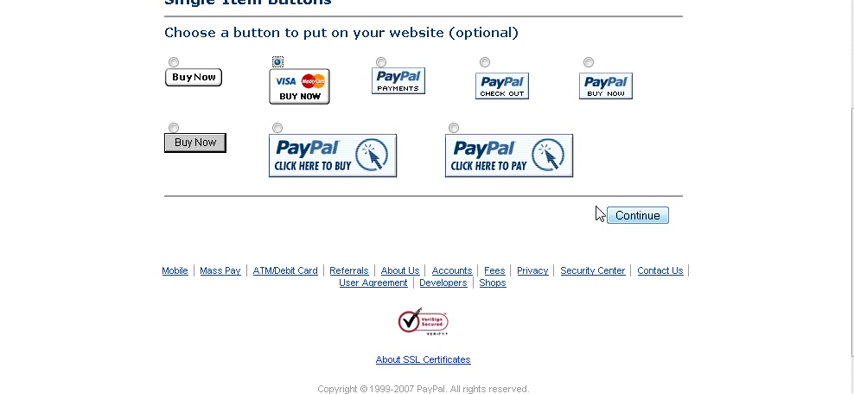 Single Item Buttons
Choose a button to put on your website (optional)
Buy Now
VISA MasterCard
BUY NOW
PayPal
PAYMENTS
PayPal
CHECK OUT
PayPal
BUY NOW
Buy Now
PayPal
CLICK HERE TO BUY
PayPal
CLICK HERE TO PAY
Continue
Mobile | Mass Pay | ATM/Debit Card | Referrals | About Us | Accounts | Fees | Privacy | Security Center | Contact Us |
User Agreement | Developers | Shops
VeriSign
Secured
VERIFY
About SSL Certificates
Copyright © 1999-2007 PayPal. All rights reserved.